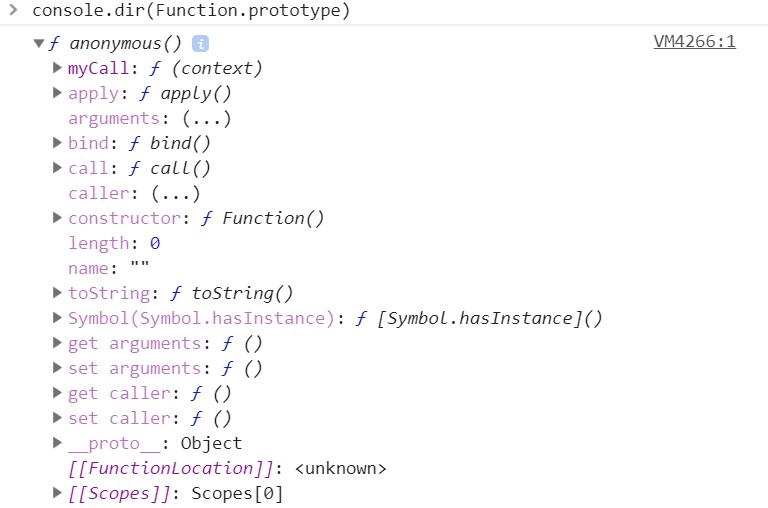 > console.dir(Function.prototype)
▼ƒ anonymous() i VM4266:1
▶myCall: ƒ (context)
▶apply: ƒ apply()
arguments: (...)
▶bind: ƒ bind()
▶call: ƒ call()
caller: (...)
▶constructor: ƒ Function()
length: 0
name: ""
▶toString: ƒ toString()
▶Symbol(Symbol.hasInstance): ƒ [Symbol.hasInstance]()
▶get arguments: ƒ ()
▶set arguments: ƒ ()
▶get caller: ƒ ()
▶set caller: ƒ ()
▶__proto__: Object
[[FunctionLocation]]: <unknown>
▶[[Scopes]]: Scopes[0]